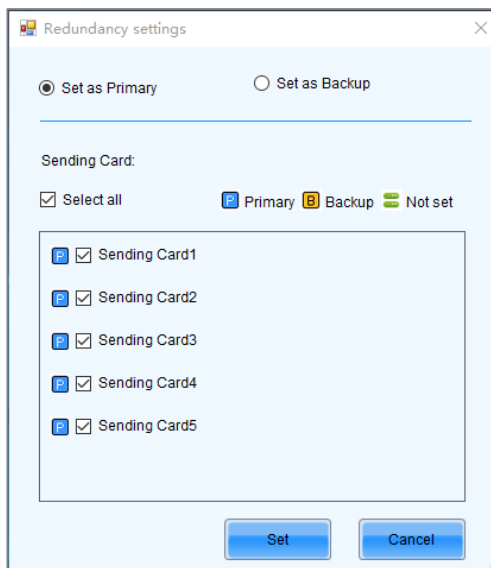 Redundancy settings
Set as Primary Set as Backup
Sending Card:
Select all P Primary B Backup Not set
P Sending Card1
P Sending Card2
P Sending Card3
P Sending Card4
P Sending Card5
Set Cancel